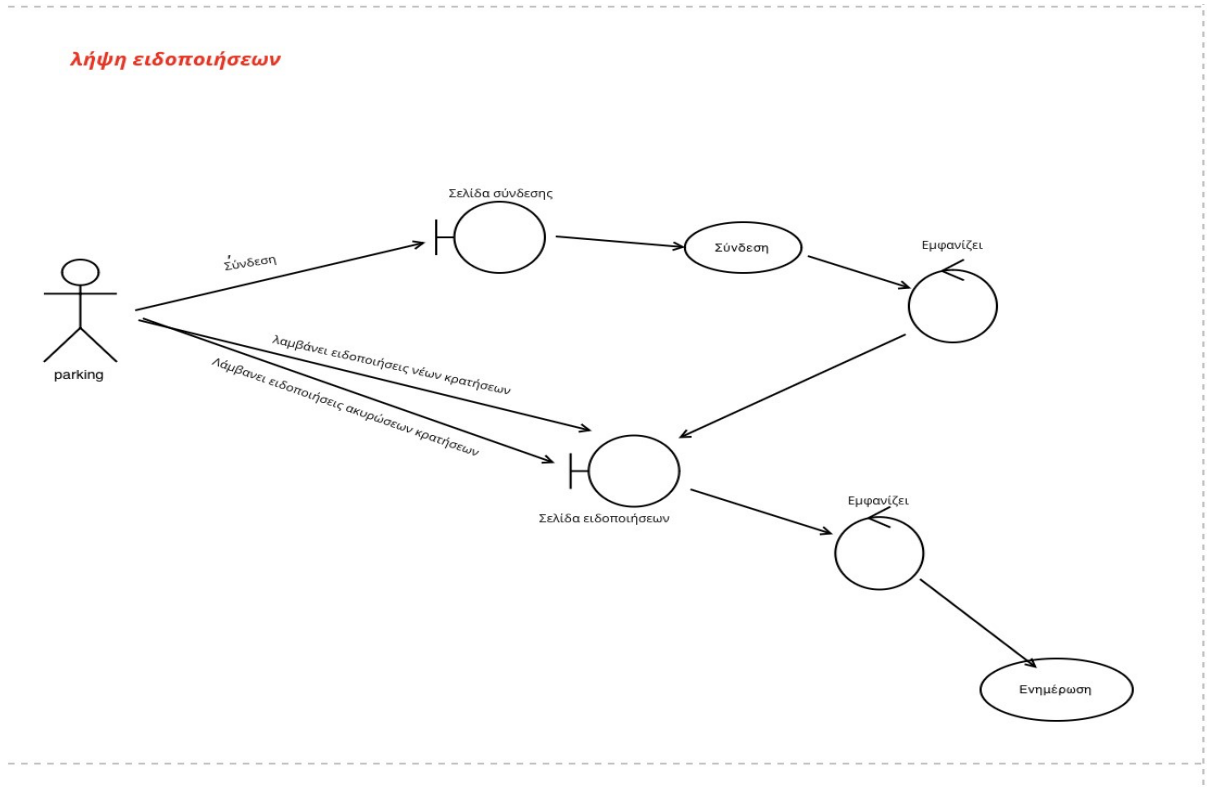 λήψη ειδοποιήσεων
Σελίδα σύνδεσης
Σύνδεση
Σύνδεση
Εμφανίζει
parking
λαμβάνει ειδοποιήσεις νέων κρατήσεων
Λάμβανει ειδοποιήσεις ακυρώσεων κρατήσεων
Σελίδα ειδοποιήσεων
Εμφανίζει
Ενημέρωση